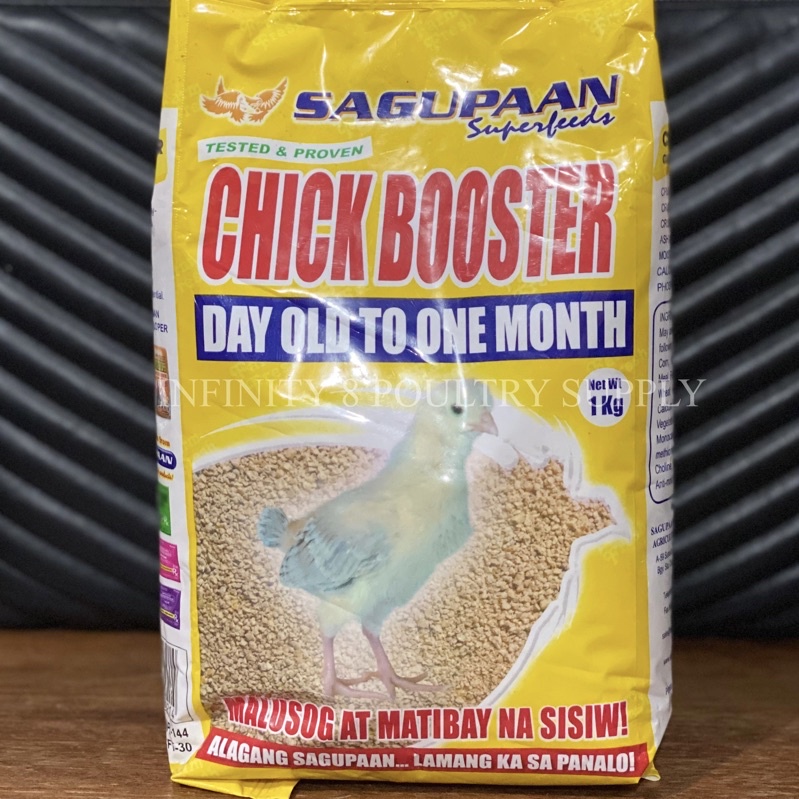 SAGUPAAN
Superfeeds
TESTED & PROVEN
CHICK BOOSTER
DAY OLD TO ONE MONTH
INFINITY 8 POULTRY SUPPLY
Net Wt
1 Kg
MALUSOG AT MATIBAY NA SISIW!
ALAGANG SAGUPAAN... LAMANG KA SA PANALO!